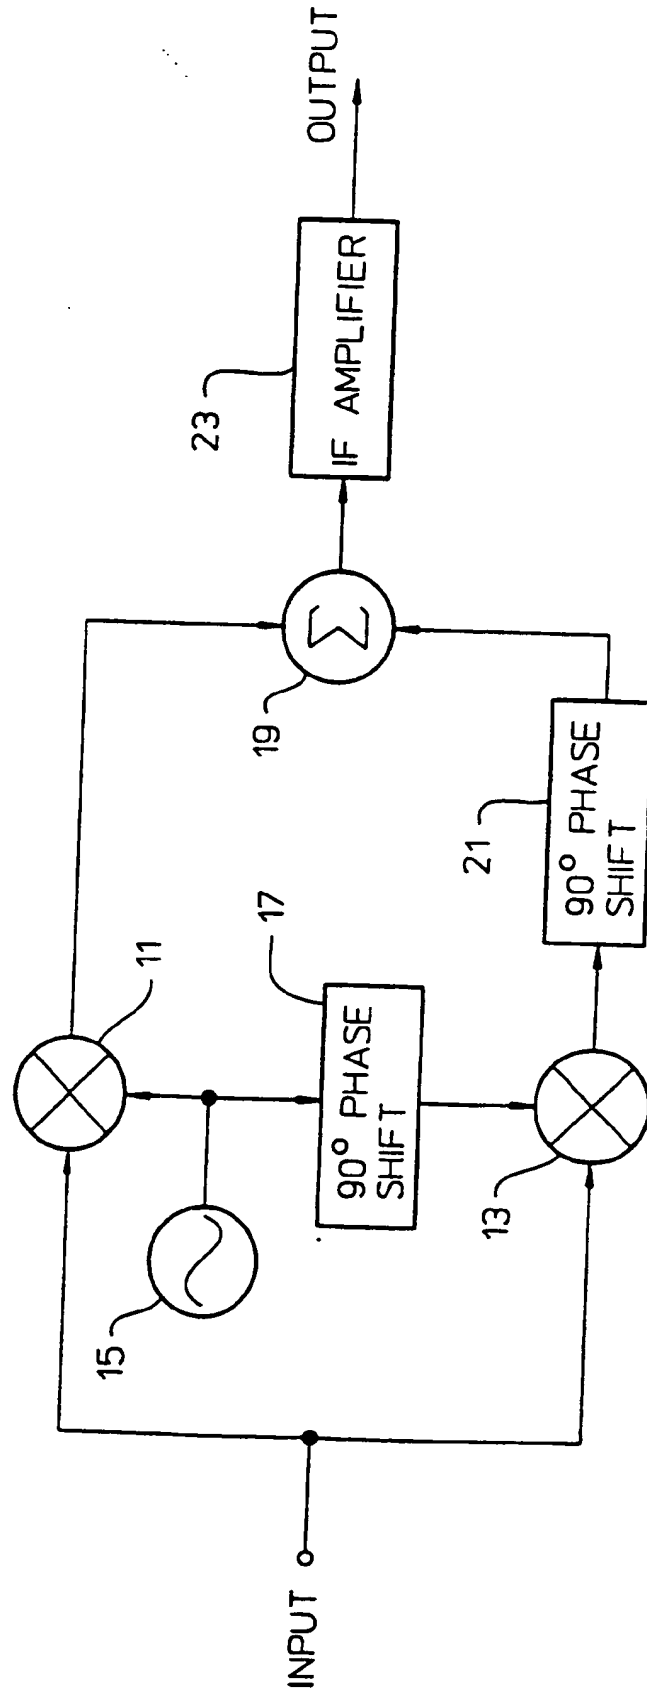 INPUT
15
11
17
90° PHASE
SHIFT
13
19
Σ
21
90° PHASE
SHIFT
23
IF AMPLIFIER
OUTPUT